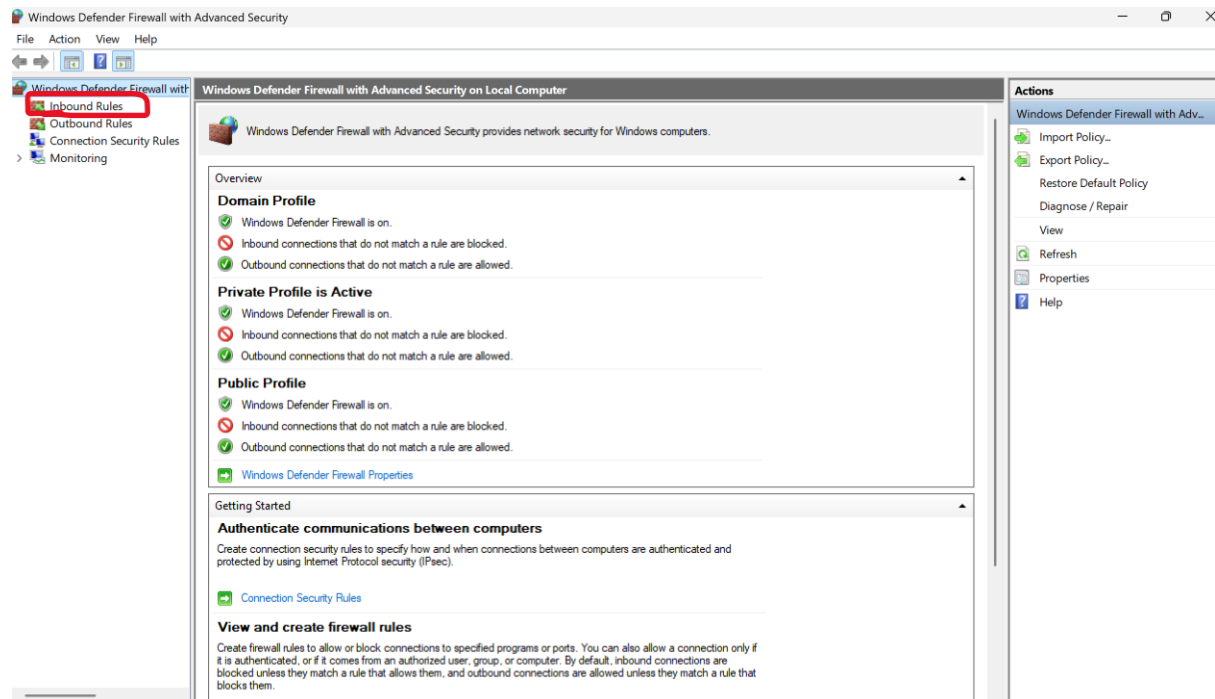 Windows Defender Firewall with Advanced Security
File Action View Help
Windows Defender Firewall with
Inbound Rules
Outbound Rules
Connection Security Rules
Monitoring
Windows Defender Firewall with Advanced Security on Local Computer
Windows Defender Firewall with Advanced Security provides network security for Windows computers.
Overview
Domain Profile
Windows Defender Firewall is on.
Inbound connections that do not match a rule are blocked.
Outbound connections that do not match a rule are allowed.
Private Profile is Active
Windows Defender Firewall is on.
Inbound connections that do not match a rule are blocked.
Outbound connections that do not match a rule are allowed.
Public Profile
Windows Defender Firewall is on.
Inbound connections that do not match a rule are blocked.
Outbound connections that do not match a rule are allowed.
Windows Defender Firewall Properties
Getting Started
Authenticate communications between computers
Create connection security rules to specify how and when connections between computers are authenticated and
protected by using Internet Protocol security (IPsec).
Connection Security Rules
View and create firewall rules
Create firewall rules to allow or block connections to specified programs or ports. You can also allow a connection only if
it is authenticated, or if it comes from an authorized user, group, or computer. By default, inbound connections are
blocked unless they match a rule that allows them, and outbound connections are allowed unless they match a rule that
blocks them.
Actions
Windows Defender Firewall with Adv...
Import Policy...
Export Policy...
Restore Default Policy
Diagnose / Repair
View
Refresh
Properties
Help